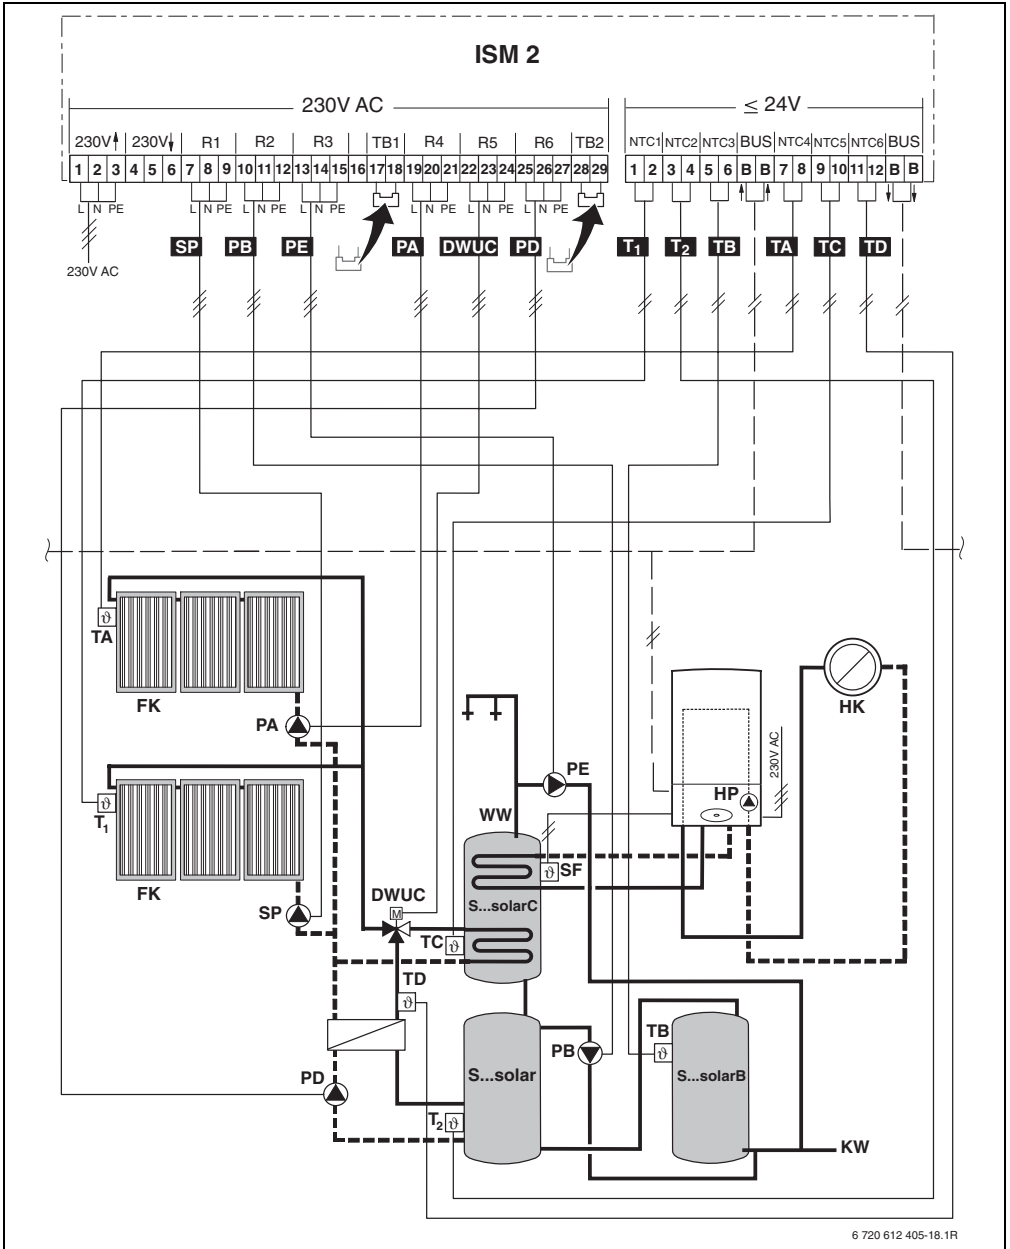 ISM 2
230V AC
≤ 24V
230V R1 R2 R3 TB1 R4 R5 R6 TB2
230V
NTC1 NTC2 NTC3 BUS NTC4 NTC5 NTC6 BUS
1 2 3 4 5 6 7 8 9 10 11 12 13 14 15 16 17 18 19 20 21 22 23 24 25 26 27 28 29
1 2 3 4 5 6 B B 7 8 9 10 11 12 B B
L N PE L N PE L N PE L N PE L N PE L N PE L N PE
SP PB PE PA DWUC PD T1 T2 TB TA TC TD
230V AC
TA
FK
PA
HK
230V AC
PE
HP
T1
WW
SF
FK
DWUC
S...solarC
SP
M
TC
TD
TB
PB
S...solar
S...solarB
PD
T2
KW
ϑ
ϑ
ϑ
ϑ
ϑ
ϑ
ϑ
6 720 612 405-18.1R